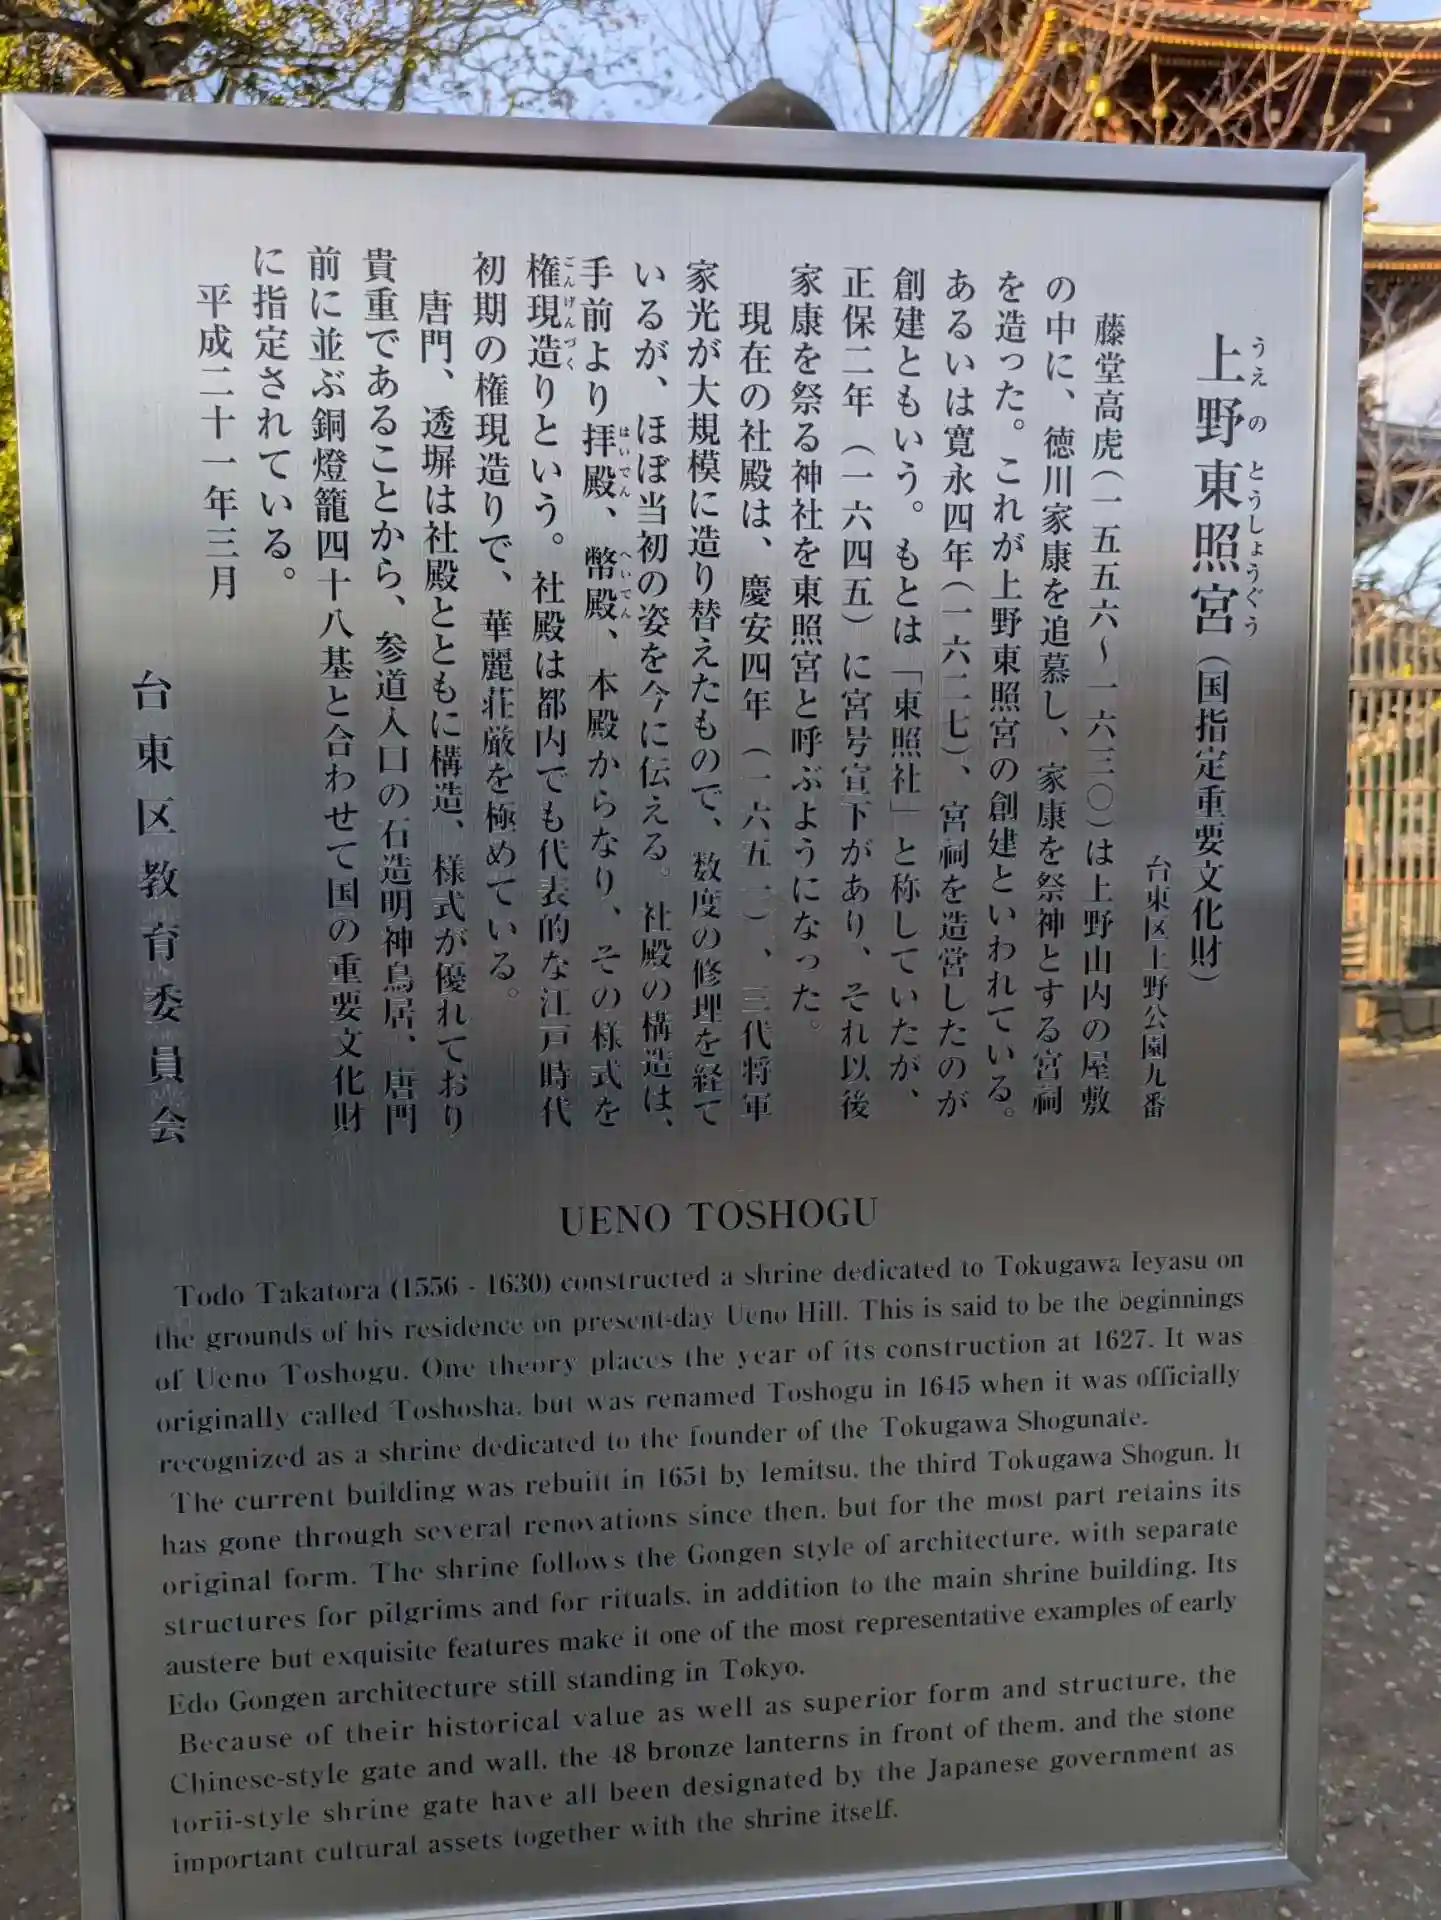 上野東照宮（国指定重要文化財）
うえの とうしょうぐう
台東区上野公園九番
藤堂高虎（一五五六～一六三〇）は上野山内の屋敷
の中に、徳川家康を追慕し、家康を祭神とする宮祠
を造った。これが上野東照宮の創建といわれている。
あるいは寛永四年（一六二七）、宮祠を造営したのが
創建ともいう。もとは「東照社」と称していたが、
正保二年（一六四五）に宮号宣下があり、それ以後
家康を祭る神社を東照宮と呼ぶようになった。
現在の社殿は、慶安四年（一六五一）、三代将軍
家光が大規模に造り替えたもので、数度の修理を経て
いるが、ほぼ当初の姿を今に伝える。社殿の構造は、
手前より拝殿、幣殿、本殿からなり、その様式を
はいでん へいでん
権現造りという。社殿は都内でも代表的な江戸時代
ごんげんづく
初期の権現造りで、華麗荘厳を極めている。
唐門、透塀は社殿とともに構造、様式が優れており
貴重であることから、参道入口の石造明神鳥居、唐門
前に並ぶ銅燈籠四十八基と合わせて国の重要文化財
に指定されている。
平成二十一年三月
台東区教育委員会
UENO TOSHOGU
Todo Takatora (1556 - 1630) constructed a shrine dedicated to Tokugawa Ieyasu on
the grounds of his residence on present-day Ueno Hill. This is said to be the beginnings
of Ueno Toshogu. One theory places the year of its construction at 1627. It was
originally called Toshosha, but was renamed Toshogu in 1645 when it was officially
recognized as a shrine dedicated to the founder of the Tokugawa Shogunate.
The current building was rebuilt in 1651 by Iemitsu, the third Tokugawa Shogun. It
has gone through several renovations since then, but for the most part retains its
original form. The shrine follows the Gongen style of architecture, with separate
structures for pilgrims and for rituals, in addition to the main shrine building. Its
austere but exquisite features make it one of the most representative examples of early
Edo Gongen architecture still standing in Tokyo.
Because of their historical value as well as superior form and structure, the
Chinese-style gate and wall, the 48 bronze lanterns in front of them, and the stone
torii-style shrine gate have all been designated by the Japanese government as
important cultural assets together with the shrine itself.